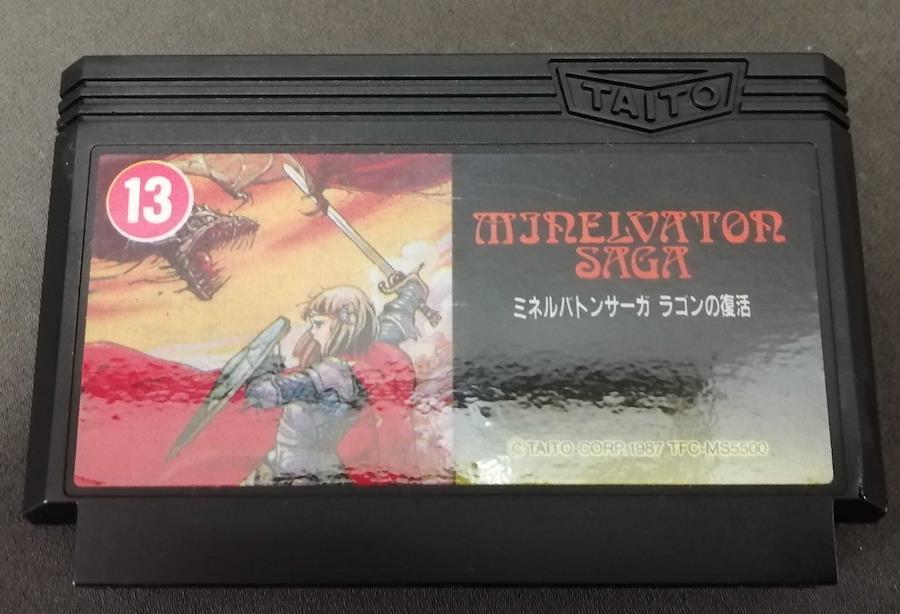 TAITO
13
MINELVATON
SAGA
ミネルバトンサーガ ラゴンの復活
© TAITO CORP. 1987 TFC-MS5500